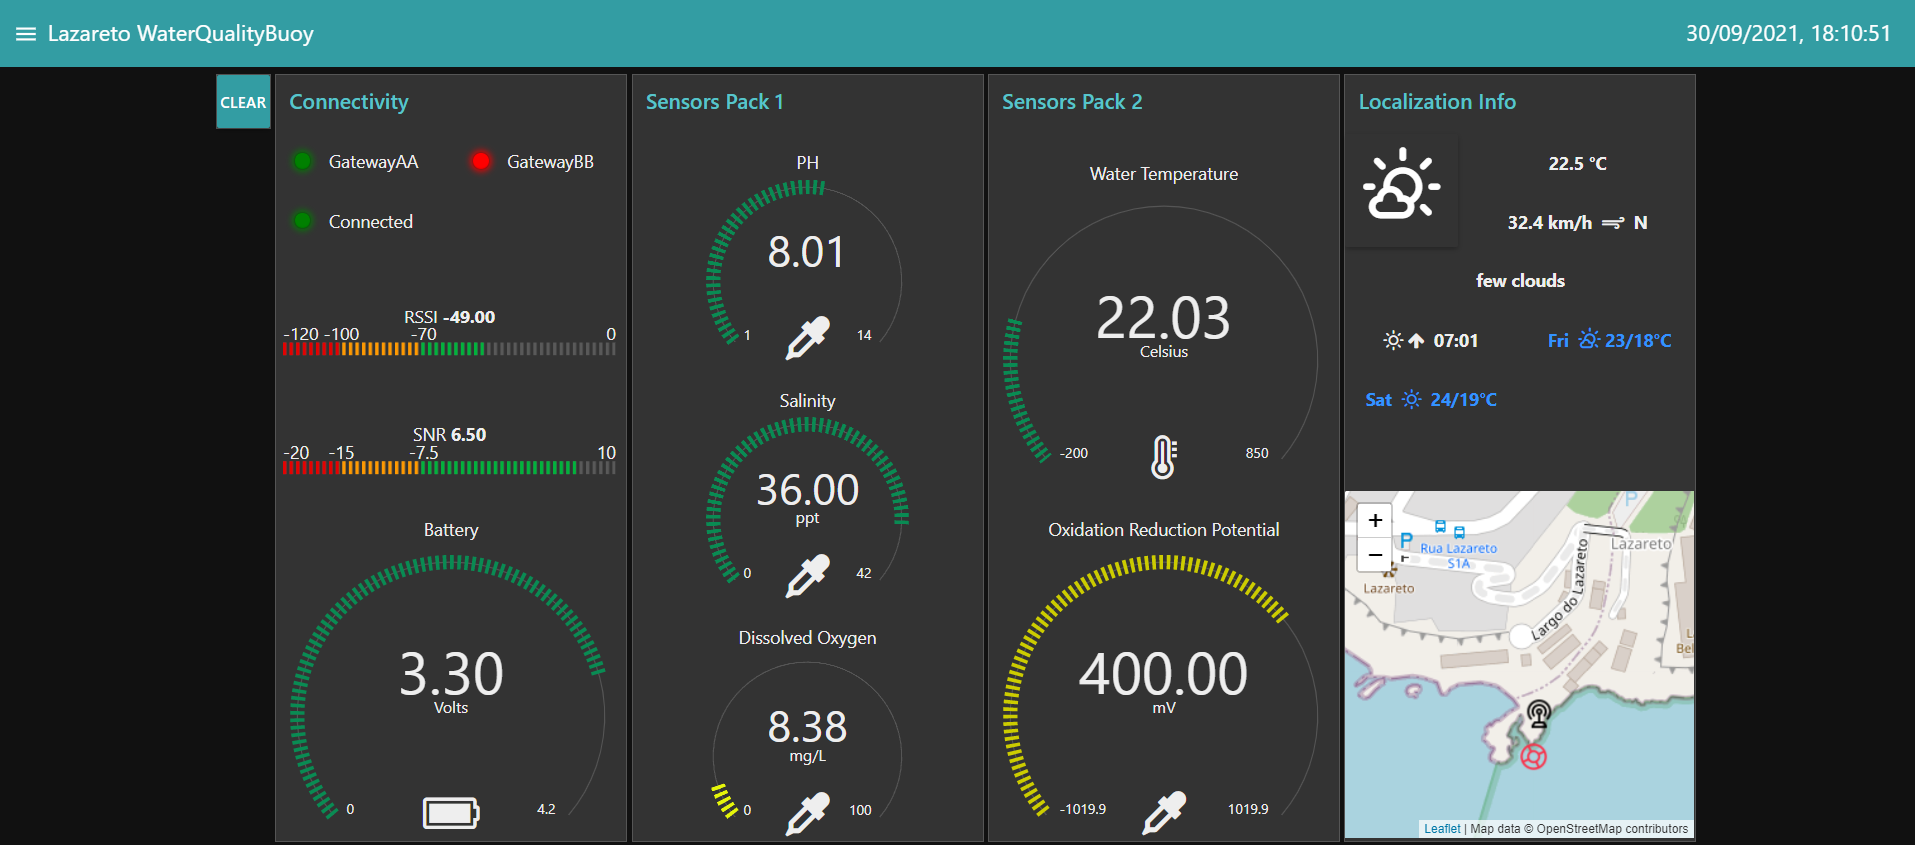 Lazareto WaterQualityBuoy
30/09/2021, 18:10:51
CLEAR
Connectivity
GatewayAA
GatewayBB
Connected
RSSI -49.00
-120 -100 -70 0
SNR 6.50
-20 -15 -7.5 10
Battery
3.30
Volts
0 4.2
Sensors Pack 1
PH
8.01
1 14
Salinity
36.00
ppt
0 42
Dissolved Oxygen
8.38
mg/L
0 100
Sensors Pack 2
Water Temperature
22.03
Celsius
-200 850
Oxidation Reduction Potential
400.00
mV
-1019.9 1019.9
Localization Info
22.5 °C
32.4 km/h N
few clouds
07:01
Fri 23/18°C
Sat 24/19°C
+
−
P
P
Rua Lazareto
S1A
Lazareto
Lazareto
Largo do Lazareto
Leaflet | Map data © OpenStreetMap contributors